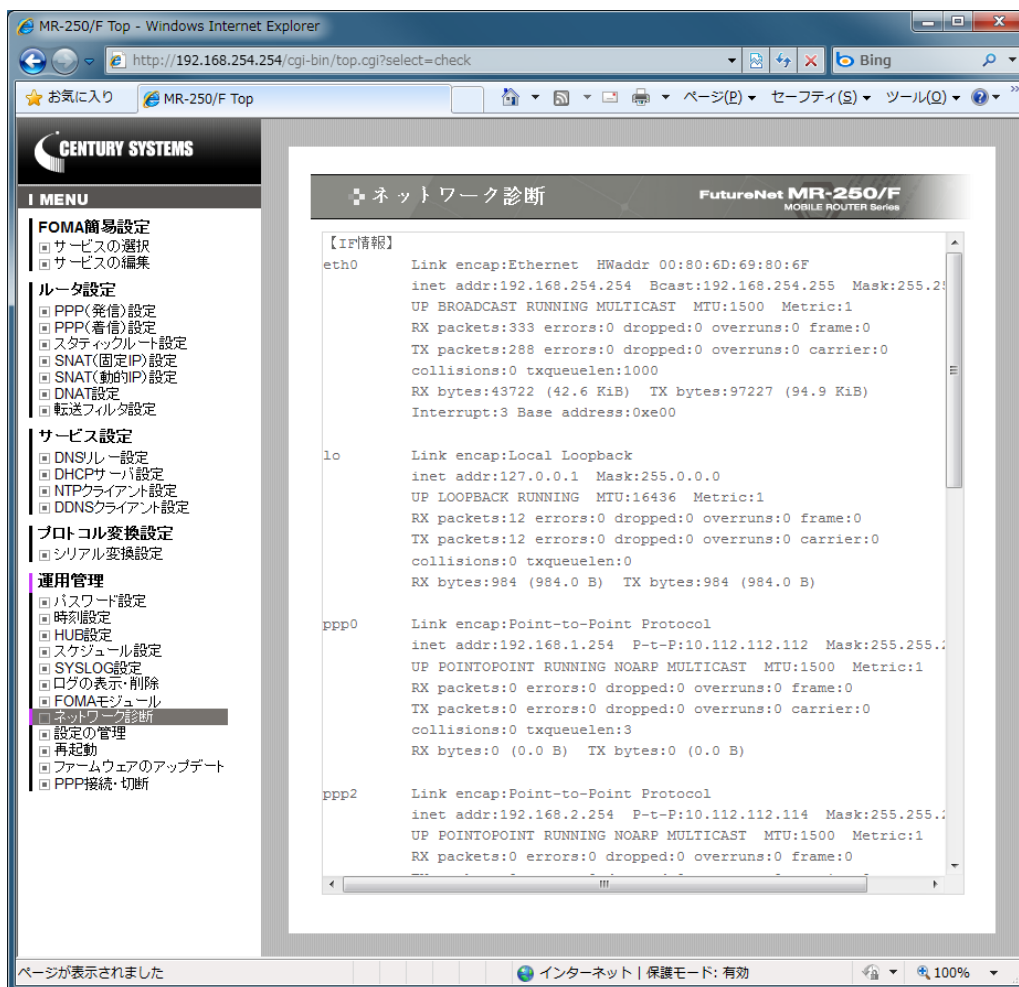 MR-250/F Top - Windows Internet Explorer
http://192.168.254.254/cgi-bin/top.cgi?select=check
Bing
お気に入り
MR-250/F Top
ページ(P)
セーフティ(S)
ツール(O)
CENTURY SYSTEMS
MENU
FOMA簡易設定
サービスの選択
サービスの編集
ルータ設定
PPP(発信)設定
PPP(着信)設定
スタティックルート設定
SNAT(固定IP)設定
SNAT(動的IP)設定
DNAT設定
転送フィルタ設定
サービス設定
DNSリレー設定
DHCPサーバ設定
NTPクライアント設定
DDNSクライアント設定
プロトコル変換設定
シリアル変換設定
運用管理
パスワード設定
時刻設定
HUB設定
スケジュール設定
SYSLOG設定
ログの表示・削除
FOMAモジュール
ネットワーク診断
設定の管理
再起動
ファームウェアのアップデート
PPP接続・切断
ネットワーク診断
FutureNet MR-250/F
MOBILE ROUTER Series
【IF情報】
eth0 Link encap:Ethernet HWaddr 00:80:6D:69:80:6F
inet addr:192.168.254.254 Bcast:192.168.254.255 Mask:255.25
UP BROADCAST RUNNING MULTICAST MTU:1500 Metric:1
RX packets:333 errors:0 dropped:0 overruns:0 frame:0
TX packets:288 errors:0 dropped:0 overruns:0 carrier:0
collisions:0 txqueuelen:1000
RX bytes:43722 (42.6 KiB) TX bytes:97227 (94.9 KiB)
Interrupt:3 Base address:0xe00
lo Link encap:Local Loopback
inet addr:127.0.0.1 Mask:255.0.0.0
UP LOOPBACK RUNNING MTU:16436 Metric:1
RX packets:12 errors:0 dropped:0 overruns:0 frame:0
TX packets:12 errors:0 dropped:0 overruns:0 carrier:0
collisions:0 txqueuelen:0
RX bytes:984 (984.0 B) TX bytes:984 (984.0 B)
ppp0 Link encap:Point-to-Point Protocol
inet addr:192.168.1.254 P-t-P:10.112.112.112 Mask:255.255.
UP POINTOPOINT RUNNING NOARP MULTICAST MTU:1500 Metric:1
RX packets:0 errors:0 dropped:0 overruns:0 frame:0
TX packets:0 errors:0 dropped:0 overruns:0 carrier:0
collisions:0 txqueuelen:3
RX bytes:0 (0.0 B) TX bytes:0 (0.0 B)
ppp2 Link encap:Point-to-Point Protocol
inet addr:192.168.2.254 P-t-P:10.112.112.114 Mask:255.255.
UP POINTOPOINT RUNNING NOARP MULTICAST MTU:1500 Metric:1
RX packets:0 errors:0 dropped:0 overruns:0 frame:0
ページが表示されました
インターネット | 保護モード: 有効
100%